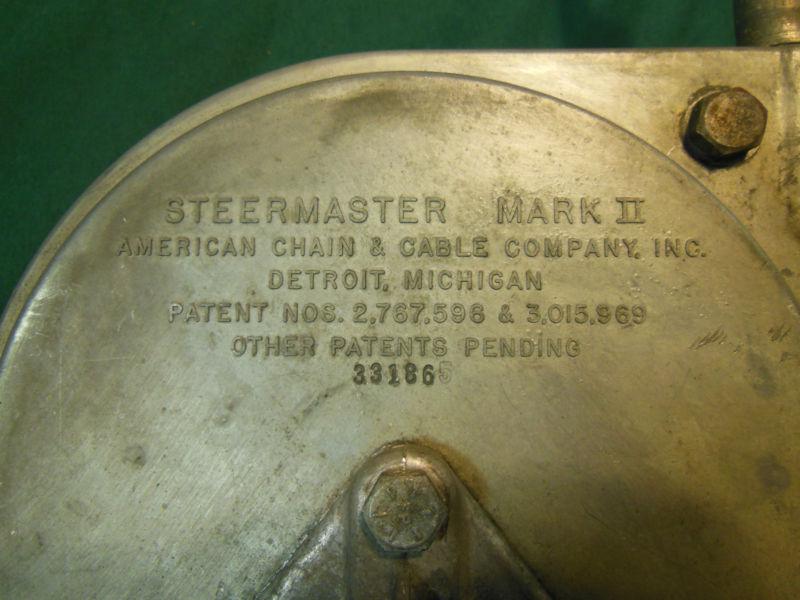 STEERMASTER MARK II
AMERICAN CHAIN & CABLE COMPANY, INC.
DETROIT, MICHIGAN
PATENT NOS. 2,767,596 & 3,015,969
OTHER PATENTS PENDING
331865